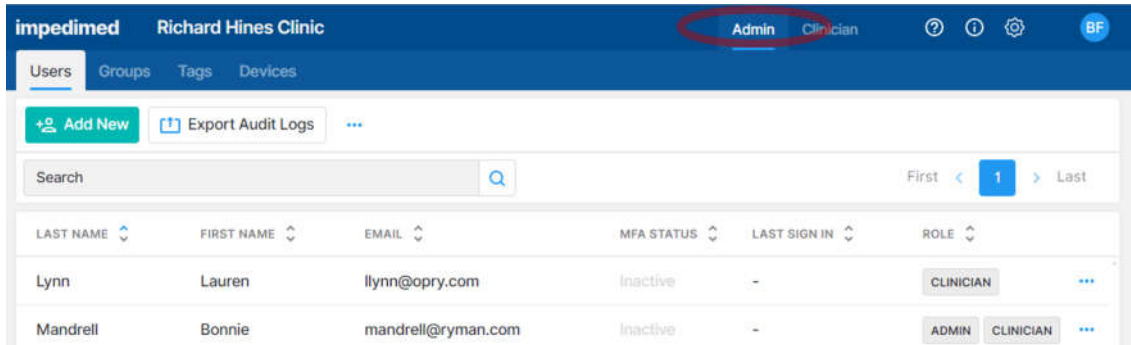 impedimed Richard Hines Clinic Admin Clinician BF
Users Groups Tags Devices
Add New Export Audit Logs
Search First 1 Last
LAST NAME FIRST NAME EMAIL MFA STATUS LAST SIGN IN ROLE
Lynn Lauren llynn@opry.com Inactive - CLINICIAN
Mandrell Bonnie mandrell@ryman.com Inactive - ADMIN CLINICIAN